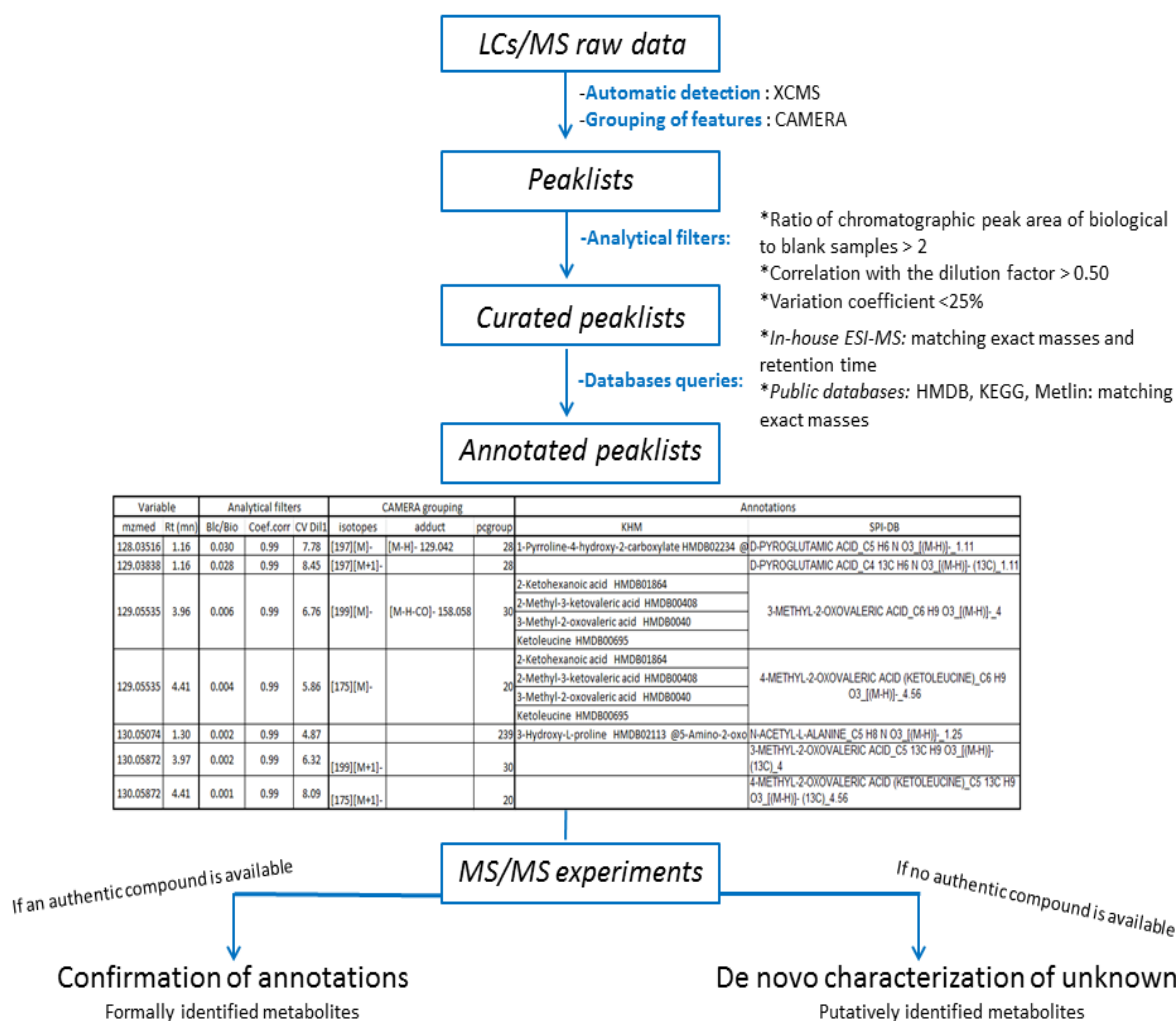 LCs/MS raw data
-Automatic detection : XCMS
-Grouping of features : CAMERA
Peaklists
-Analytical filters:
*Ratio of chromatographic peak area of biological
to blank samples > 2
*Correlation with the dilution factor > 0.50
*Variation coefficient <25%
Curated peaklists
-Databases queries:
*In-house ESI-MS: matching exact masses and
retention time
*Public databases: HMDB, KEGG, Metlin: matching
exact masses
Annotated peaklists
Variable Analytical filters CAMERA grouping Annotations
mzmed Rt (mn) Blc/Bio Coef.corr CV Dil1 isotopes adduct pcgroup KHM SPI-DB
128.03516 1.16 0.030 0.99 7.78 [197][M]- [M-H]- 129.042 28 1-Pyrroline-4-hydroxy-2-carboxylate HMDB02234 @ D-PYROGLUTAMIC ACID_C5 H6 N O3_[(M-H)]-_1.11
129.03838 1.16 0.028 0.99 8.45 [197][M+1]- 28 D-PYROGLUTAMIC ACID_C4 13C H6 N O3_[(M-H)]- (13C)_1.11
129.05535 3.96 0.006 0.99 6.76 [199][M]- [M-H-CO]- 158.058 30 3-METHYL-2-OXOVALERIC ACID_C6 H9 O3_[(M-H)]-_4
2-Ketohexanoic acid HMDB01864
2-Methyl-3-ketovaleric acid HMDB00408
3-Methyl-2-oxovaleric acid HMDB0040
Ketoleucine HMDB00695
129.05535 4.41 0.004 0.99 5.86 [175][M]- 20
2-Ketohexanoic acid HMDB01864
2-Methyl-3-ketovaleric acid HMDB00408
3-Methyl-2-oxovaleric acid HMDB0040
Ketoleucine HMDB00695
4-METHYL-2-OXOVALERIC ACID (KETOLEUCINE)_C6 H9
O3_[(M-H)]-_4.56
130.05074 1.30 0.002 0.99 4.87 239 3-Hydroxy-L-proline HMDB02113 @5-Amino-2-oxo N-ACETYL-L-ALANINE_C5 H8 N O3_[(M-H)]-_1.25
130.05872 3.97 0.002 0.99 6.32 [199][M+1]- 30 3-METHYL-2-OXOVALERIC ACID_C5 13C H9 O3_[(M-H)]-
(13C)_4
130.05872 4.41 0.001 0.99 8.09 [175][M+1]- 20 4-METHYL-2-OXOVALERIC ACID (KETOLEUCINE)_C5 13C H9
O3_[(M-H)]- (13C)_4.56
MS/MS experiments
If an authentic compound is available
If no authentic compound is available
Confirmation of annotations
Formally identified metabolites
De novo characterization of unknown
Putatively identified metabolites